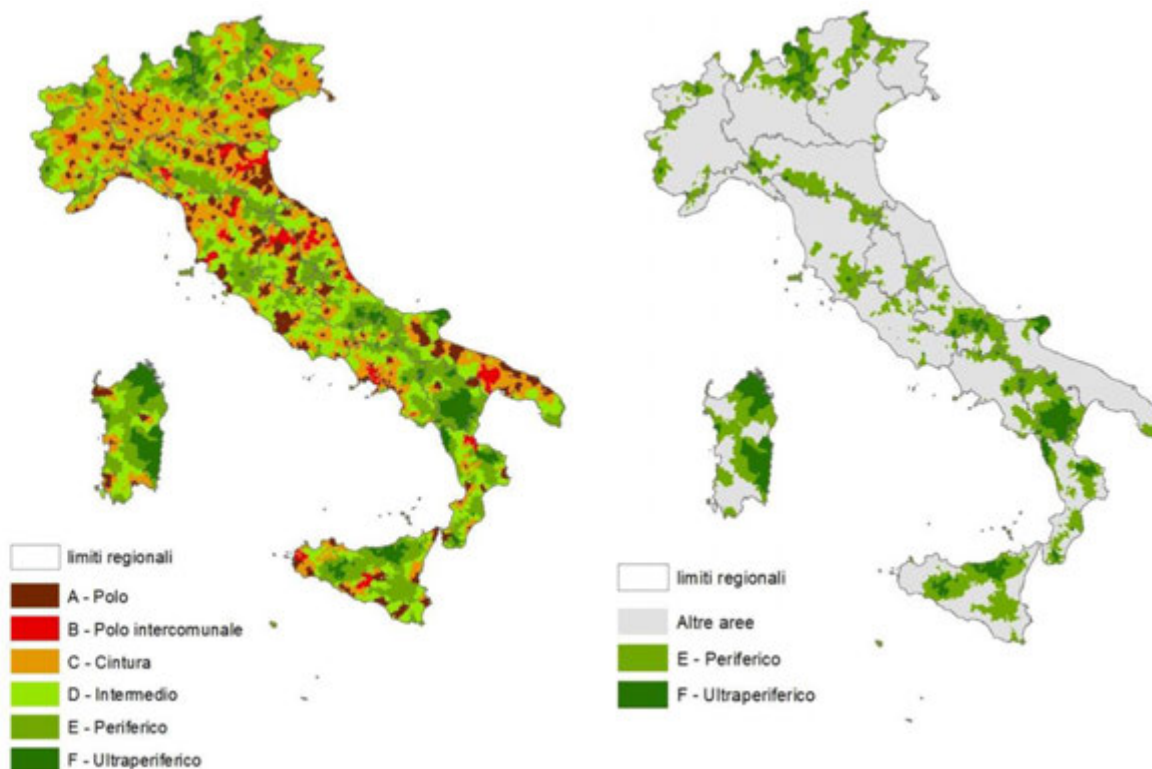 limiti regionali
A - Polo
B - Polo intercomunale
C - Cintura
D - Intermedio
E - Periferico
F - Ultraperiferico
limiti regionali
Altre aree
E - Periferico
F - Ultraperiferico